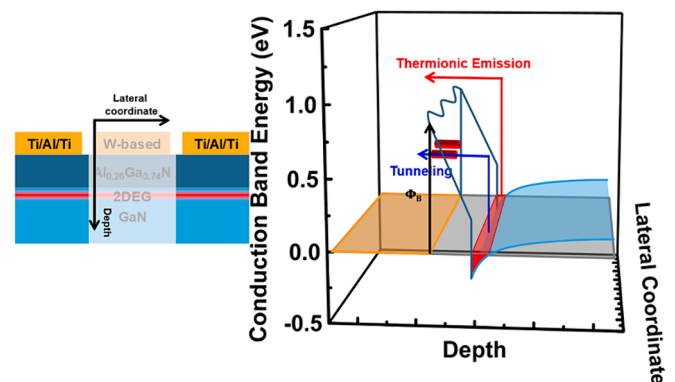 Lateral
coordinate
Ti/Al/Ti
W-based
Ti/Al/Ti
Al0.26Ga0.74N
2DEG
GaN
Depth
Conduction Band Energy (eV)
1.5
1.0
0.5
0.0
-0.5
Thermionic Emission
Tunneling
ΦB
Depth
Lateral Coordinate